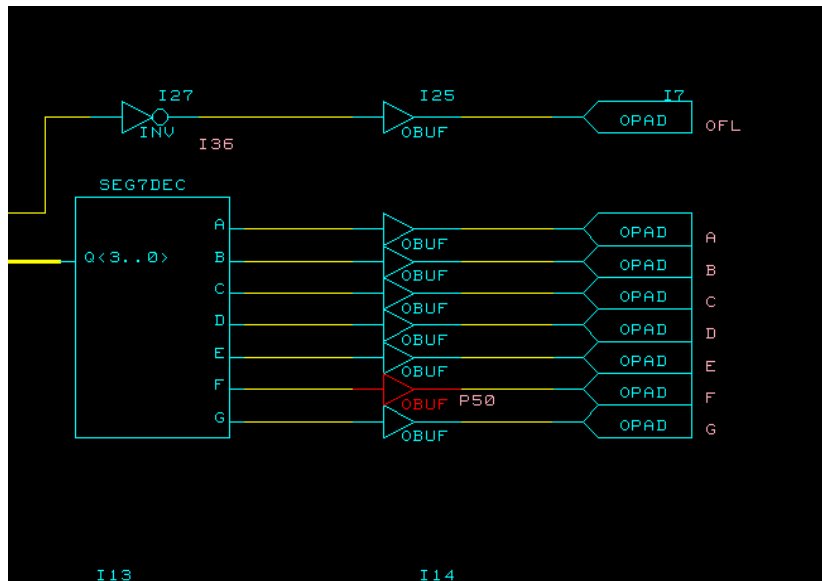 I27 I25 I7
OPAD
INV OBUF OFL
I36
SEG7DEC
A OPAD
OBUF A
Q<3..0> B OPAD
OBUF B
C OPAD
OBUF C
D OPAD
OBUF D
E OPAD
OBUF E
F OPAD
OBUF P50 F
G OPAD
OBUF G
I13 I14